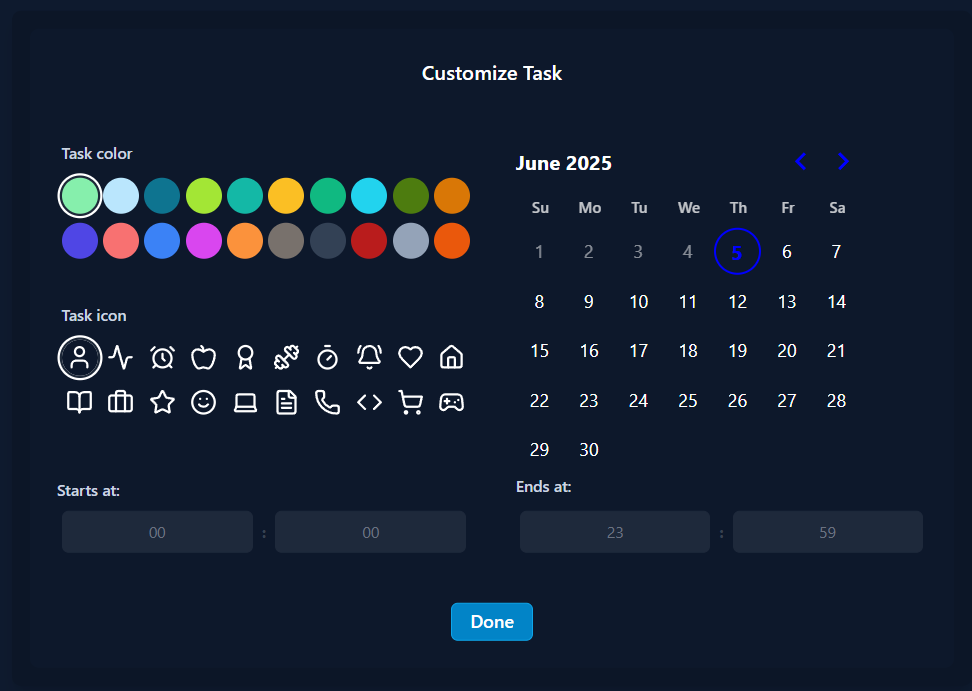 Customize Task
Task color
Task icon
June 2025
Su Mo Tu We Th Fr Sa
1 2 3 4 5 6 7
8 9 10 11 12 13 14
15 16 17 18 19 20 21
22 23 24 25 26 27 28
29 30
Starts at:
00 : 00
Ends at:
23 : 59
Done